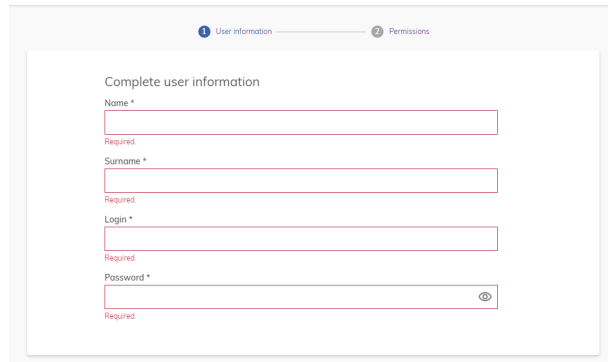 1 User information 2 Permissions
Complete user information
Name *
Required.
Surname *
Required.
Login *
Required.
Password *
Required.